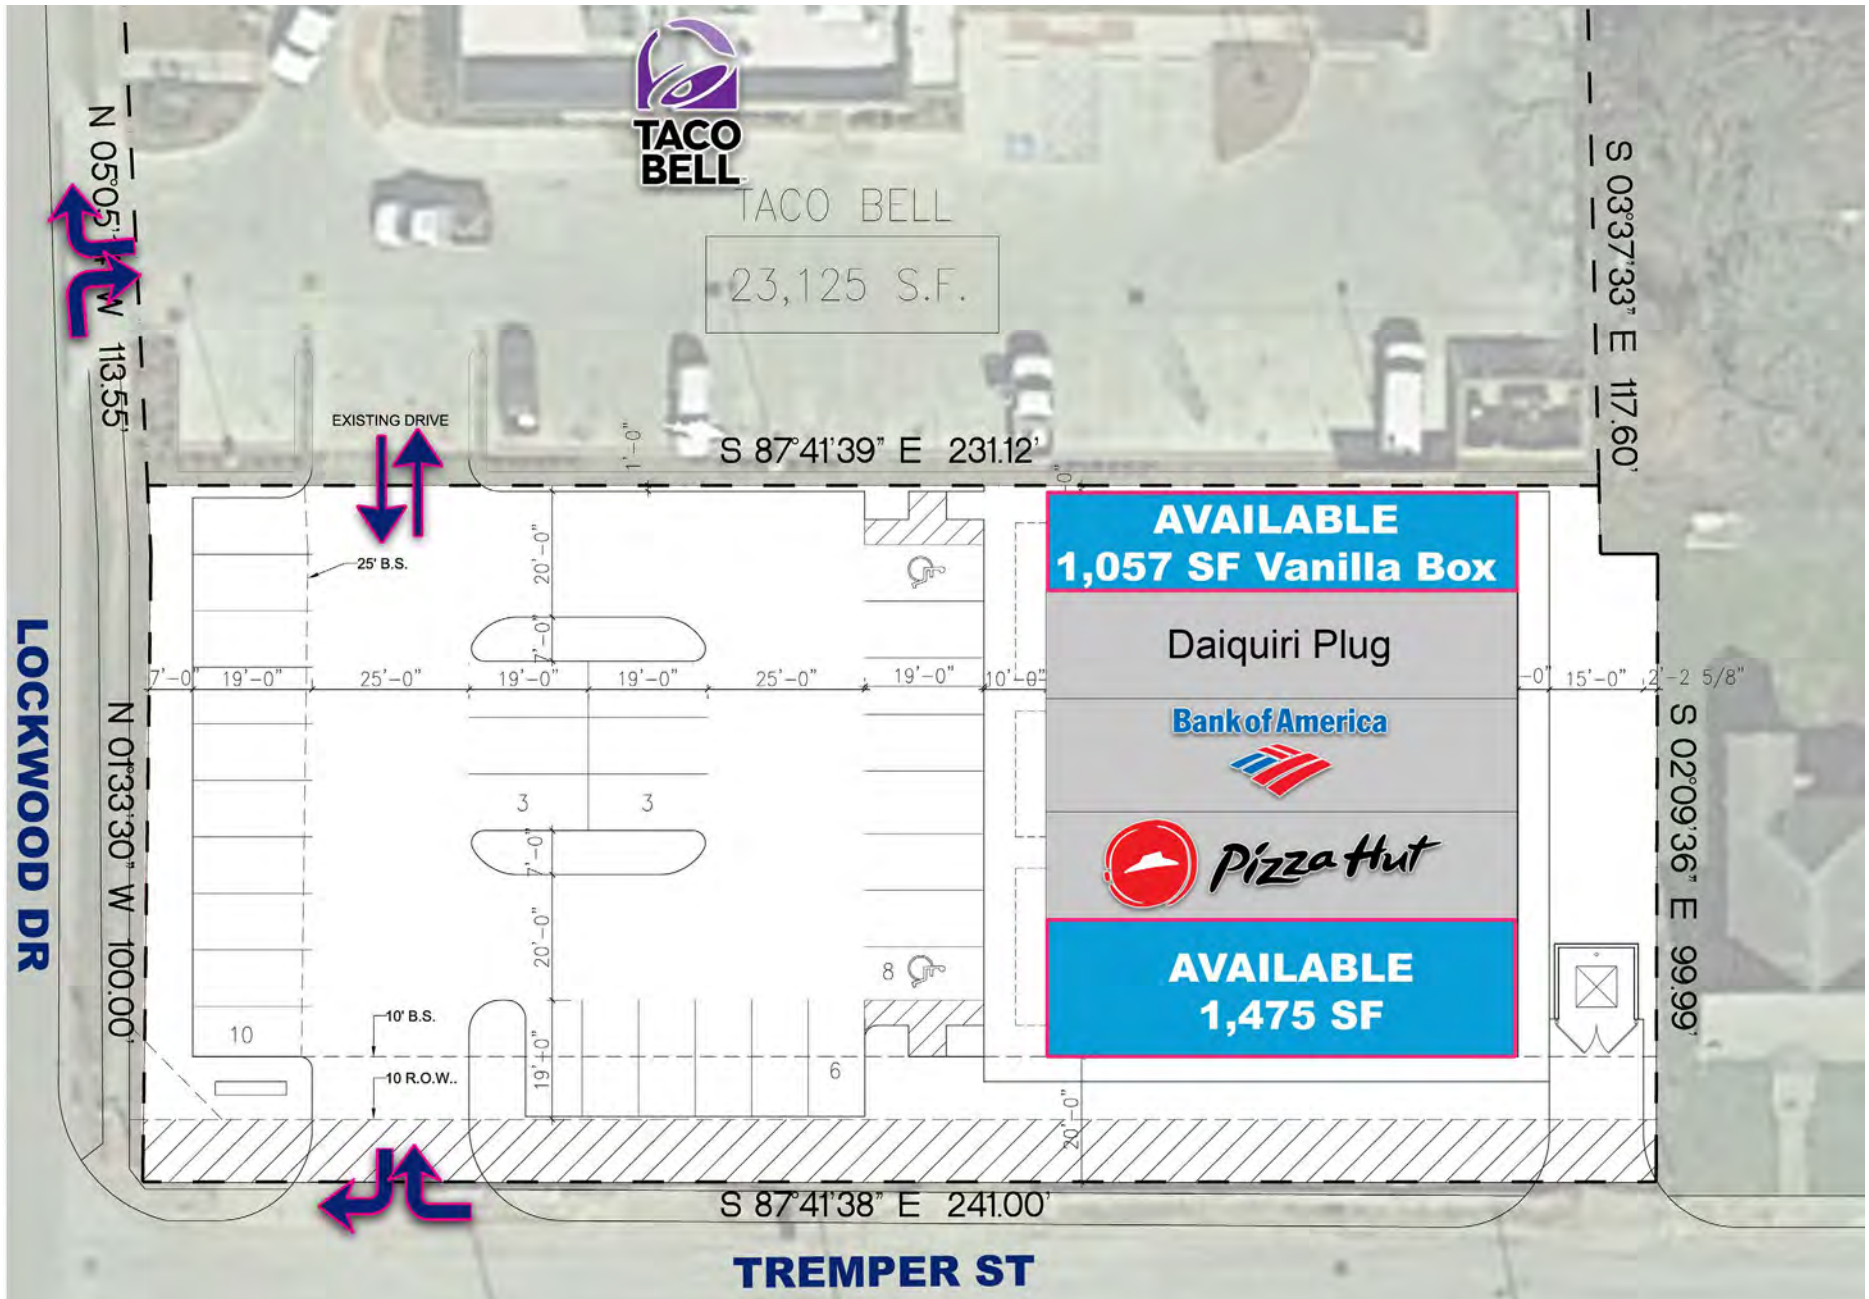 TACO
BELL
TACO BELL
23,125 S.F.
S 03°37'33" E 117.60'
113.55'
EXISTING DRIVE
1'-0"
S 87°41'39" E 231.12'
AVAILABLE
1,057 SF Vanilla Box
20'-0"
25' B.S.
Daiquiri Plug
7'-0"
7'-0" 19'-0" 25'-0" 19'-0" 19'-0" 25'-0" 19'-0" 10'-0" -0" 15'-0" 2'-2 5/8"
Bank of America
LOCKWOOD DR
N 01°33'30" W 100.00'
S 02°09'36" E 99.99'
3 3
7'-0"
Pizza Hut
20'-0"
8
AVAILABLE
1,475 SF
10
10' B.S.
19'-0"
6
10 R.O.W..
20'-0"
S 87°41'38" E 241.00'
TREMPER ST